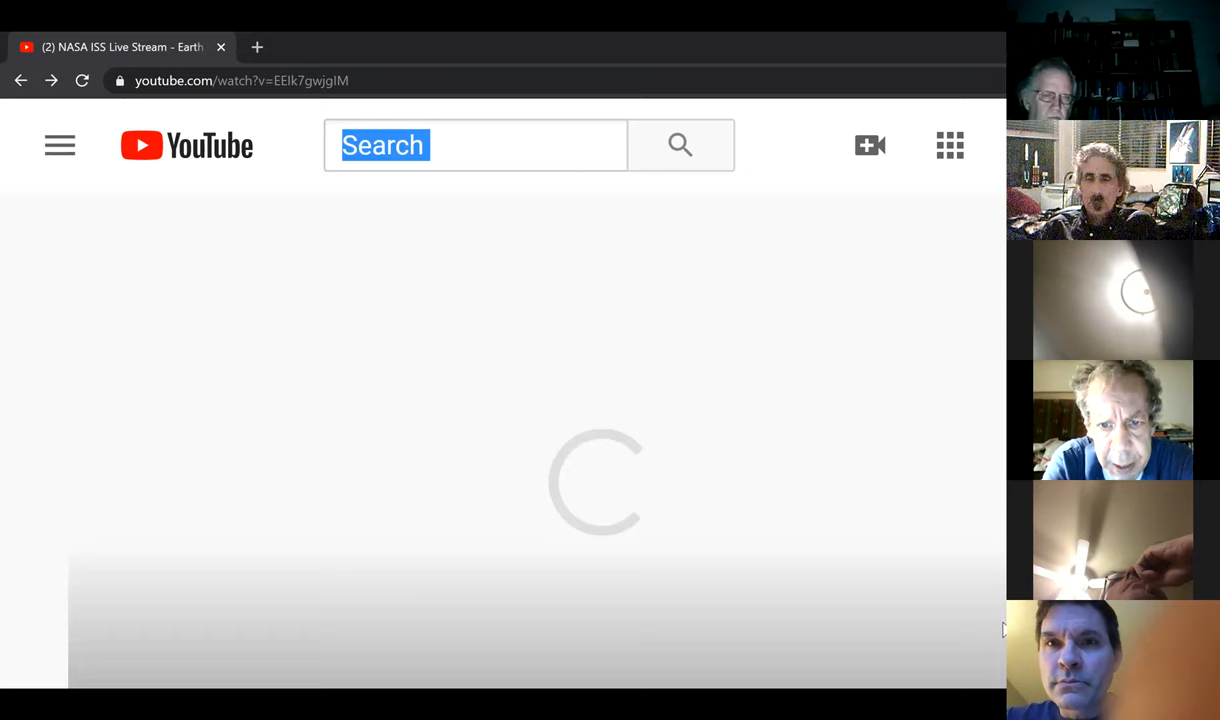 (2) NASA ISS Live Stream - Earth
youtube.com/watch?v=EEIk7gwjgIM
YouTube
Search